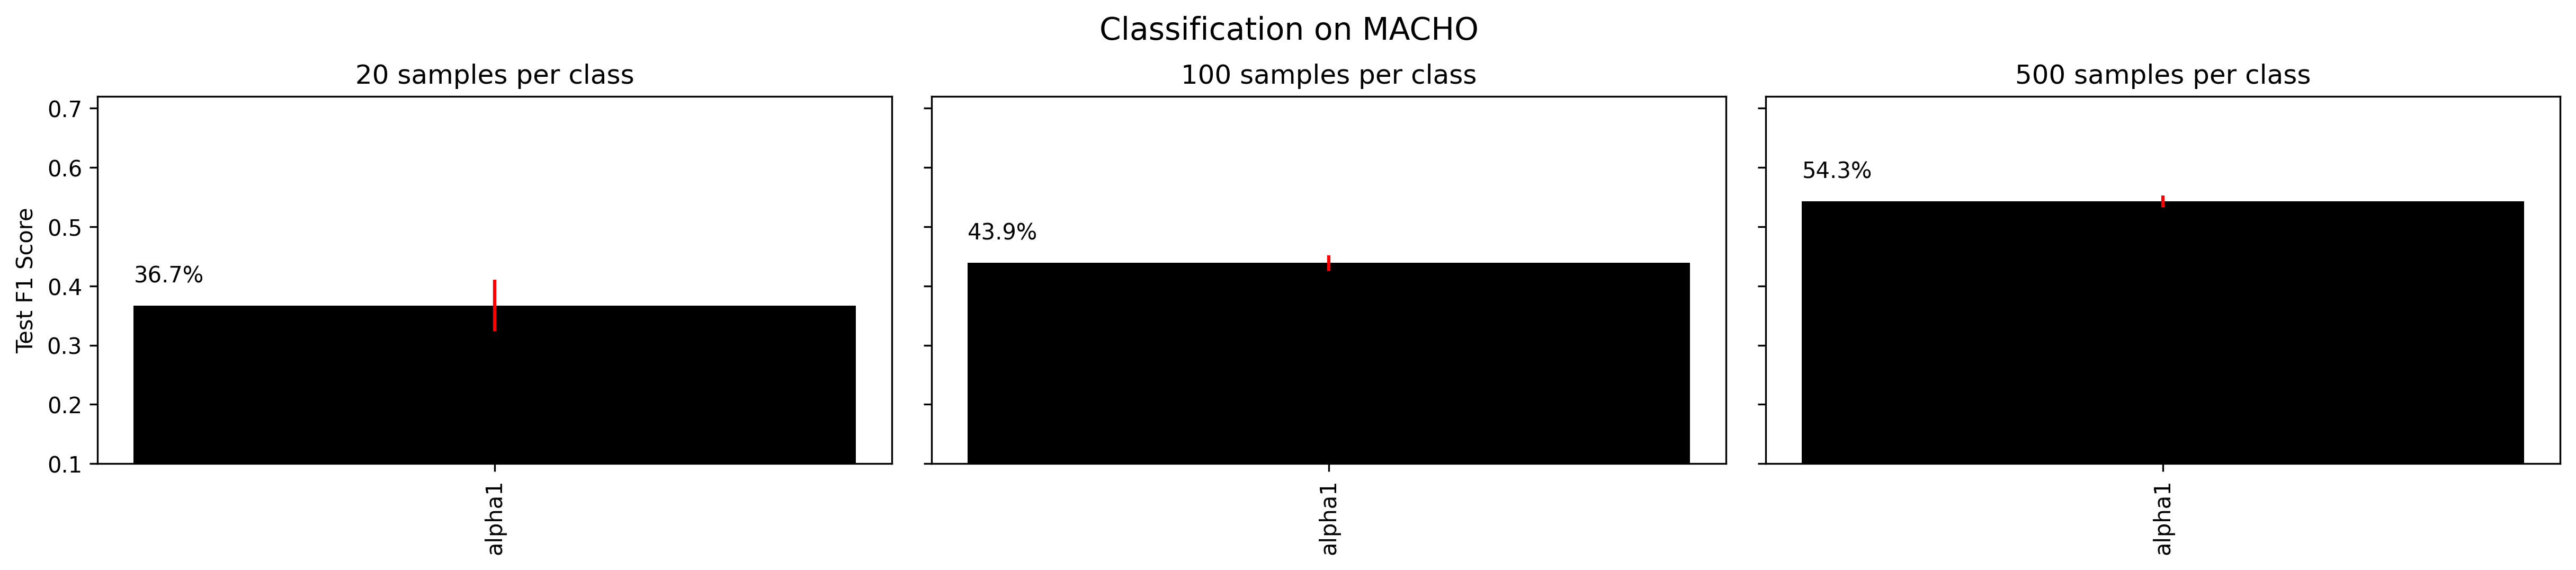 Classification on MACHO
20 samples per class
100 samples per class
500 samples per class
Test F1 Score
0.7
0.6
0.5
0.4
0.3
0.2
0.1
36.7%
43.9%
54.3%
alpha1
alpha1
alpha1